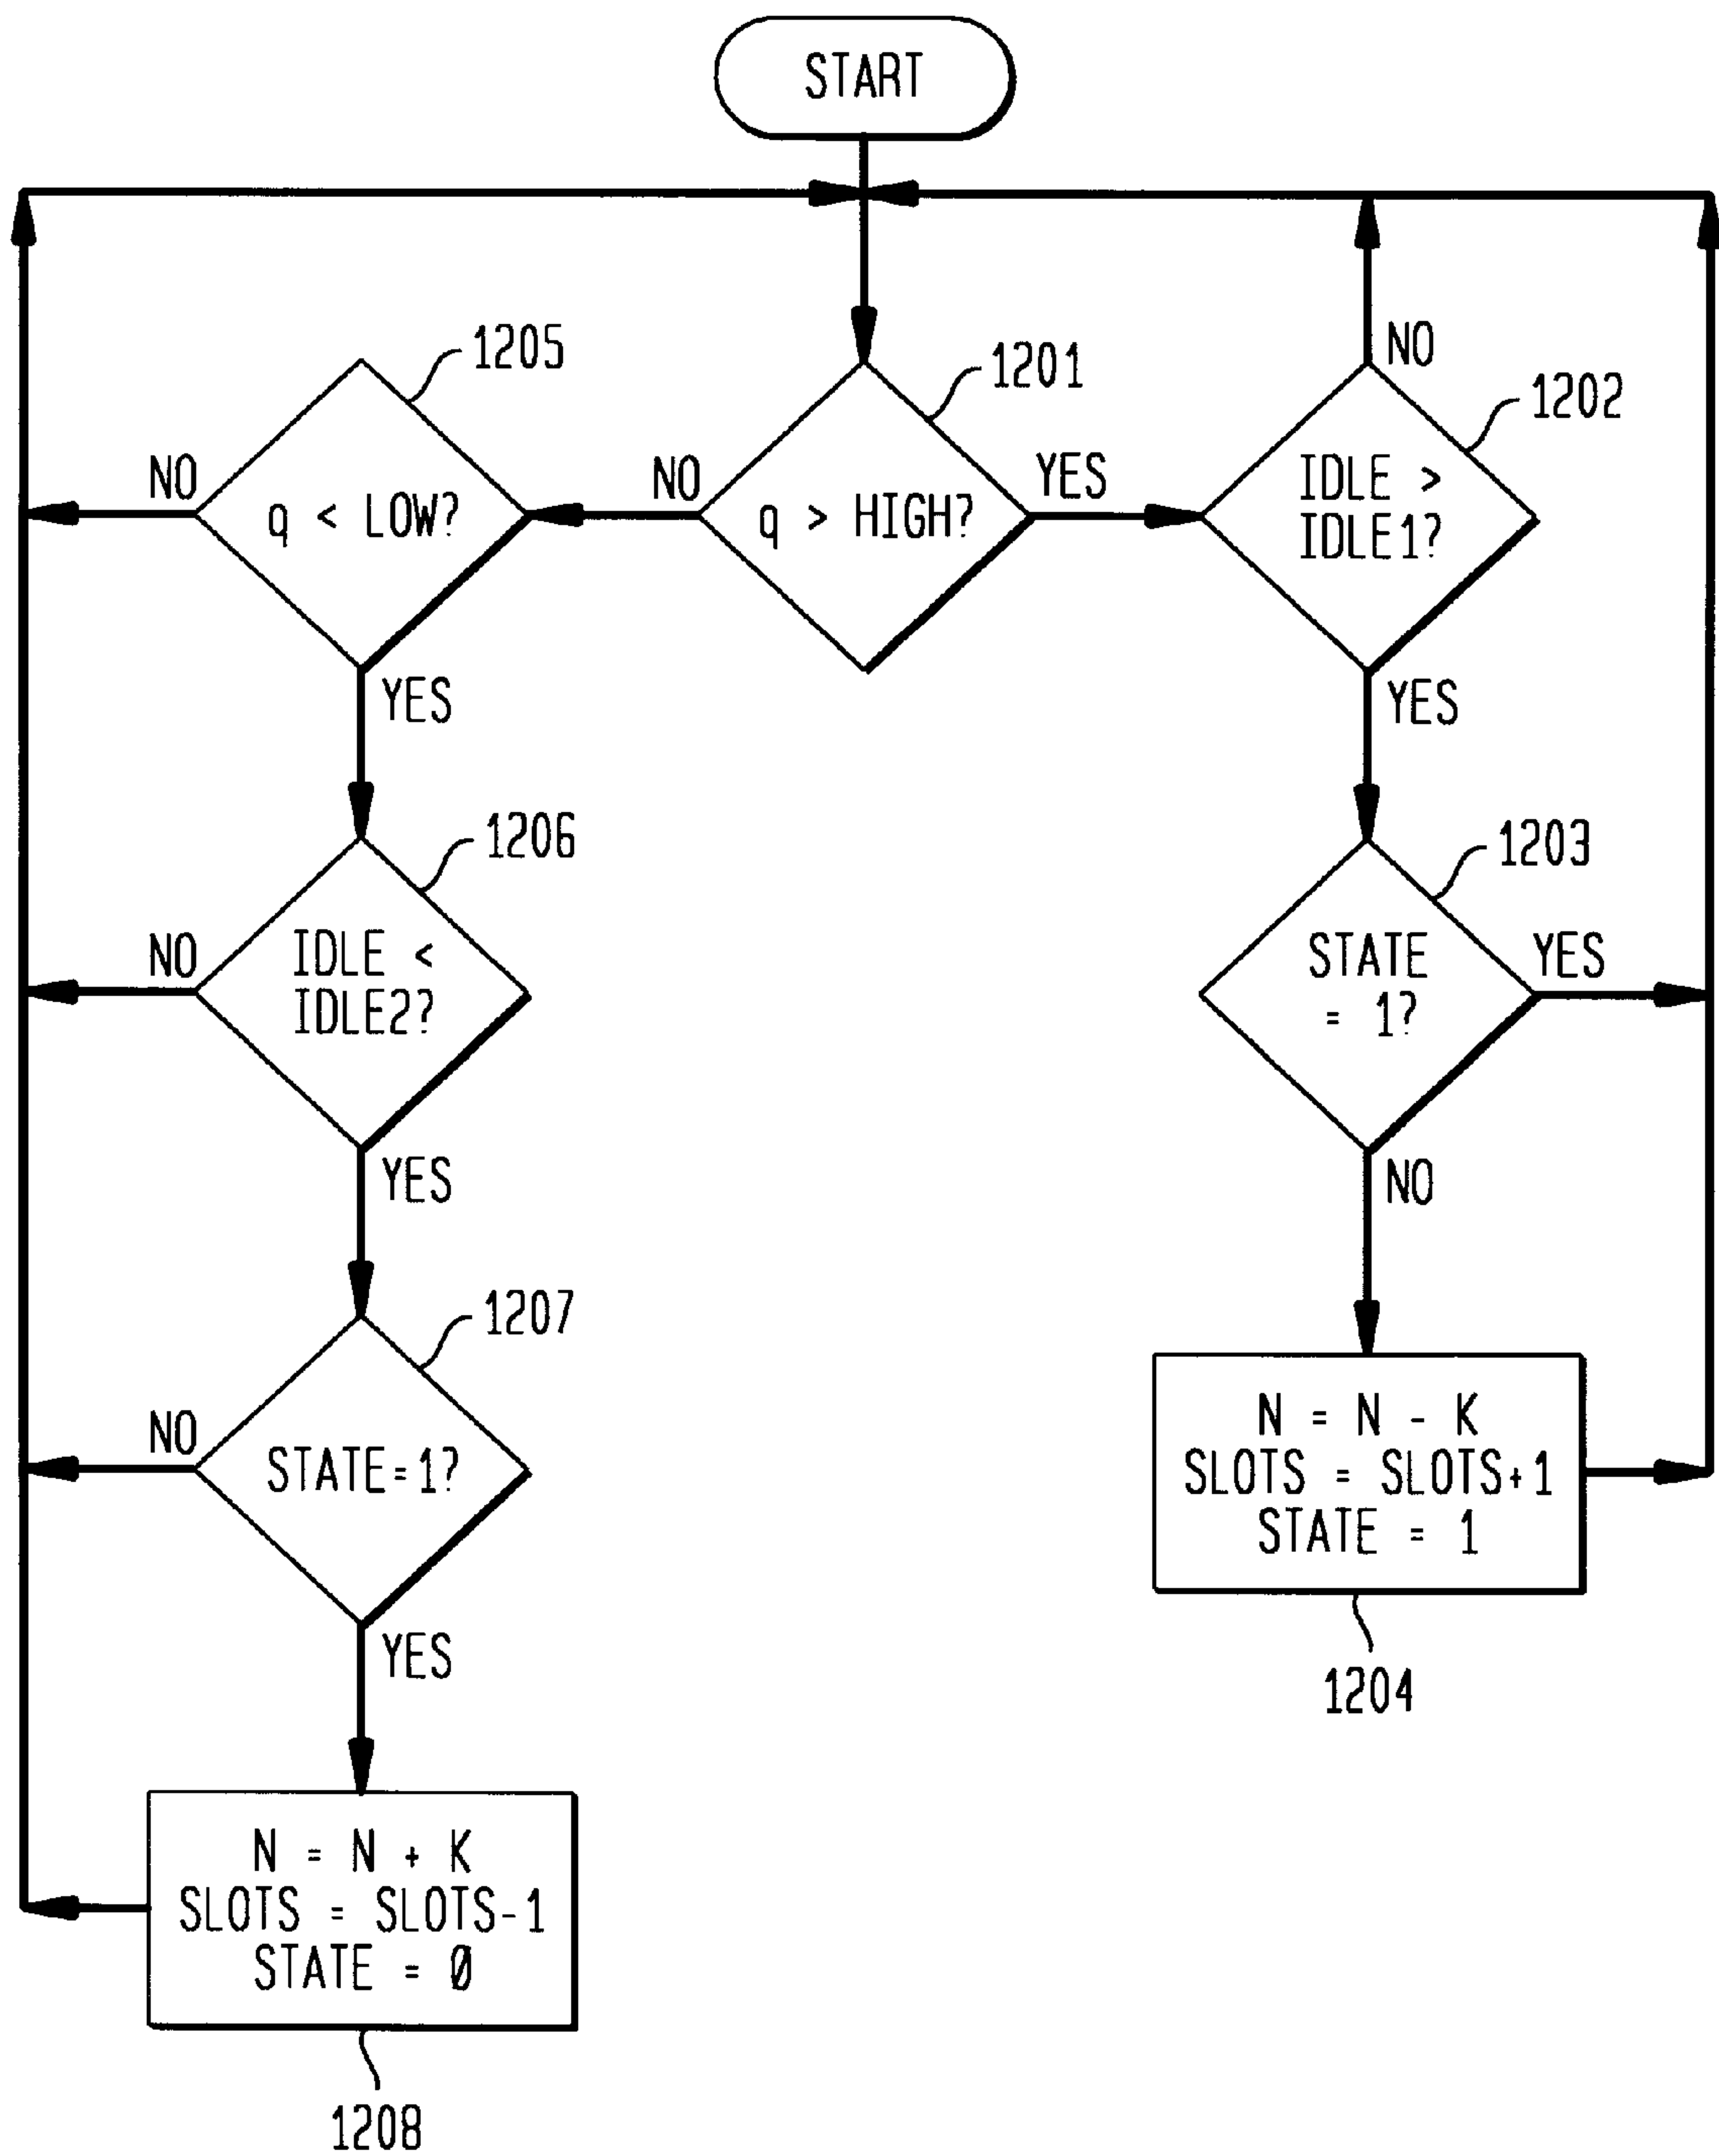 START
1205
1201
1202
NO
q < LOW?
NO
q > HIGH?
YES
NO
IDLE >
IDLE1?
YES
YES
1206
1203
NO
IDLE <
IDLE2?
STATE
= 1?
YES
YES
NO
1207
NO
STATE=1?
N = N - K
SLOTS = SLOTS+1
STATE = 1
YES
1204
N = N + K
SLOTS = SLOTS-1
STATE = Ø
1208